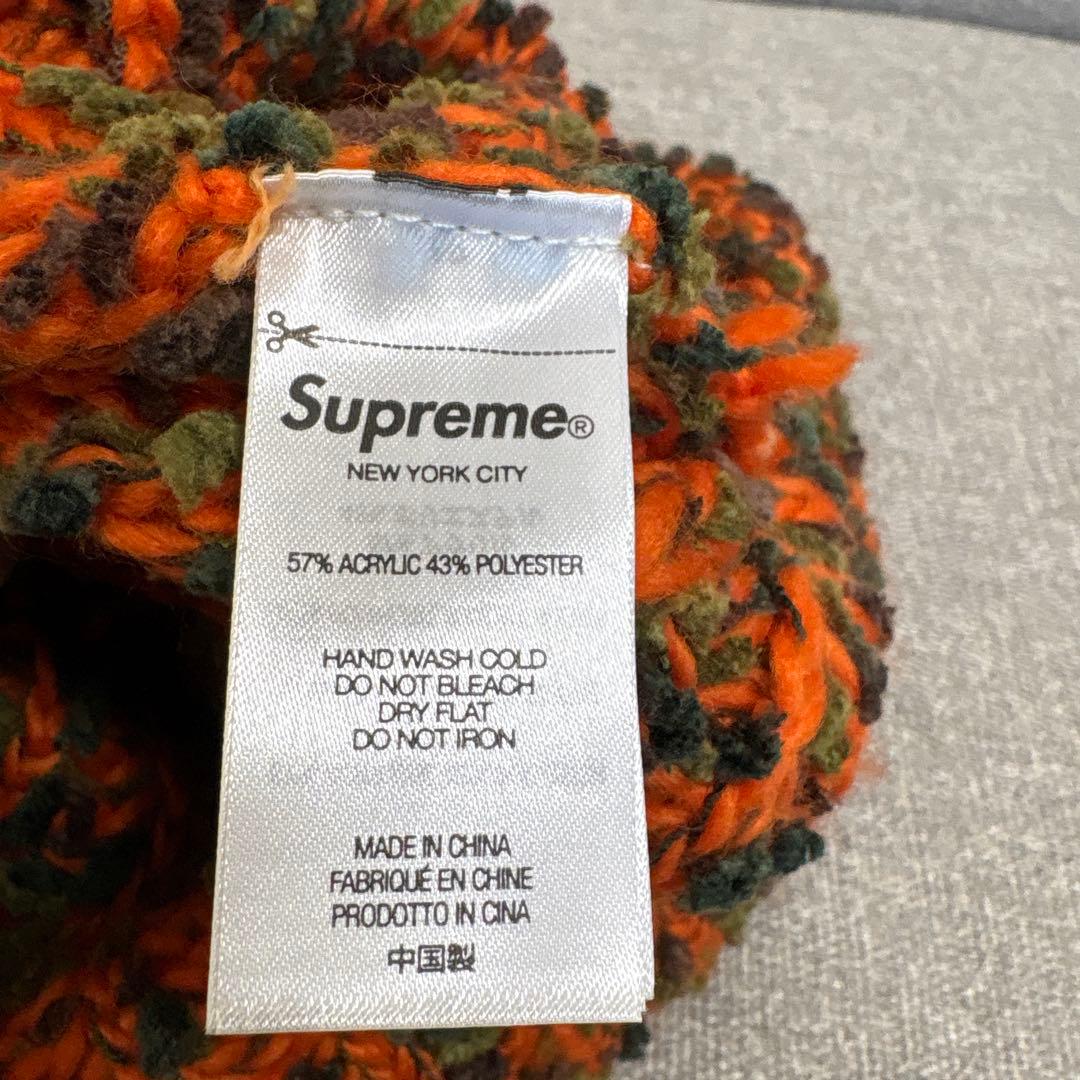 Supreme®
NEW YORK CITY
57% ACRYLIC 43% POLYESTER
HAND WASH COLD
DO NOT BLEACH
DRY FLAT
DO NOT IRON
MADE IN CHINA
FABRIQUÉ EN CHINE
PRODOTTO IN CINA
中国製